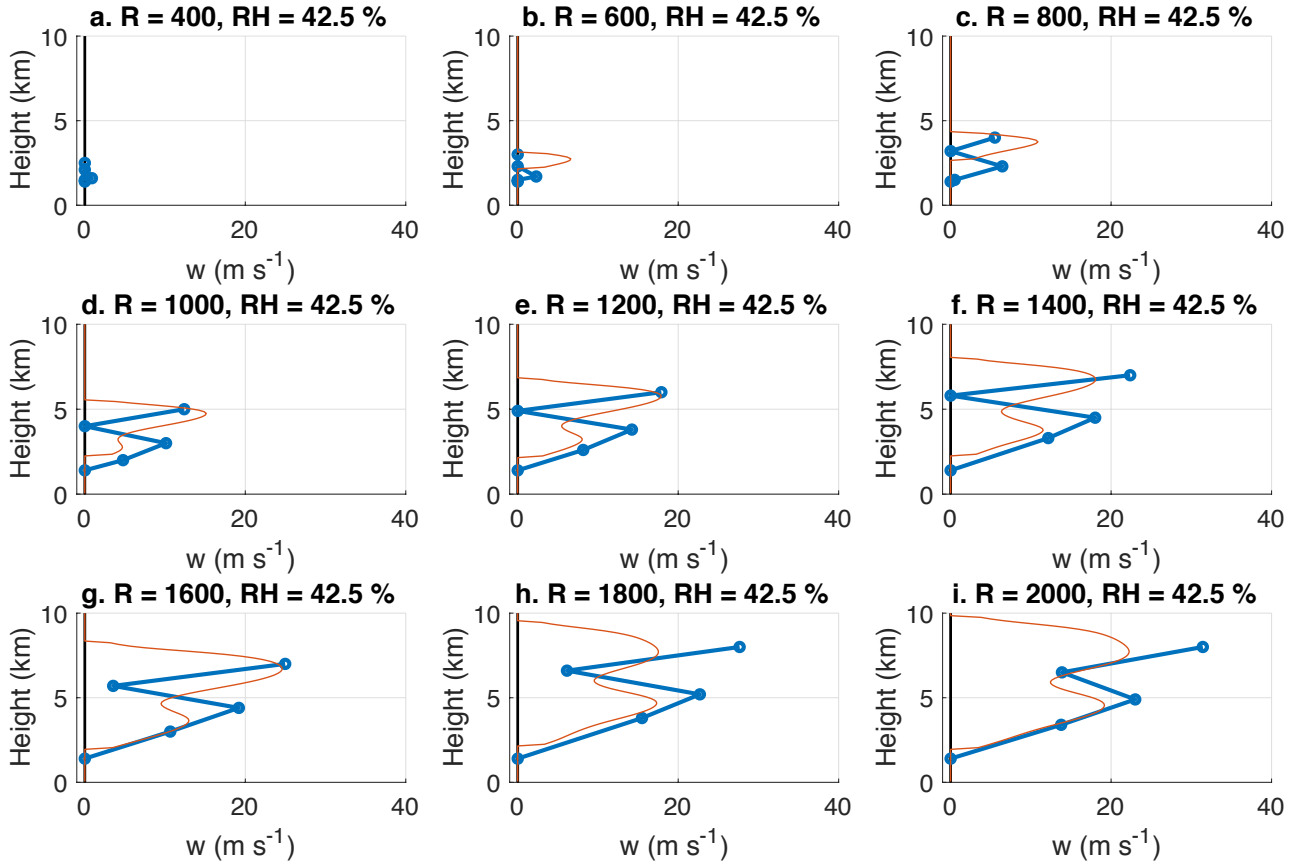 a. R = 400, RH = 42.5 %
b. R = 600, RH = 42.5 %
c. R = 800, RH = 42.5 %
10
5
0
Height (km)
0 20 40
w (m s⁻¹)
10
5
0
Height (km)
0 20 40
w (m s⁻¹)
10
5
0
Height (km)
0 20 40
w (m s⁻¹)
d. R = 1000, RH = 42.5 %
e. R = 1200, RH = 42.5 %
f. R = 1400, RH = 42.5 %
10
5
0
Height (km)
0 20 40
w (m s⁻¹)
10
5
0
Height (km)
0 20 40
w (m s⁻¹)
10
5
0
Height (km)
0 20 40
w (m s⁻¹)
g. R = 1600, RH = 42.5 %
h. R = 1800, RH = 42.5 %
i. R = 2000, RH = 42.5 %
10
5
0
Height (km)
0 20 40
w (m s⁻¹)
10
5
0
Height (km)
0 20 40
w (m s⁻¹)
10
5
0
Height (km)
0 20 40
w (m s⁻¹)